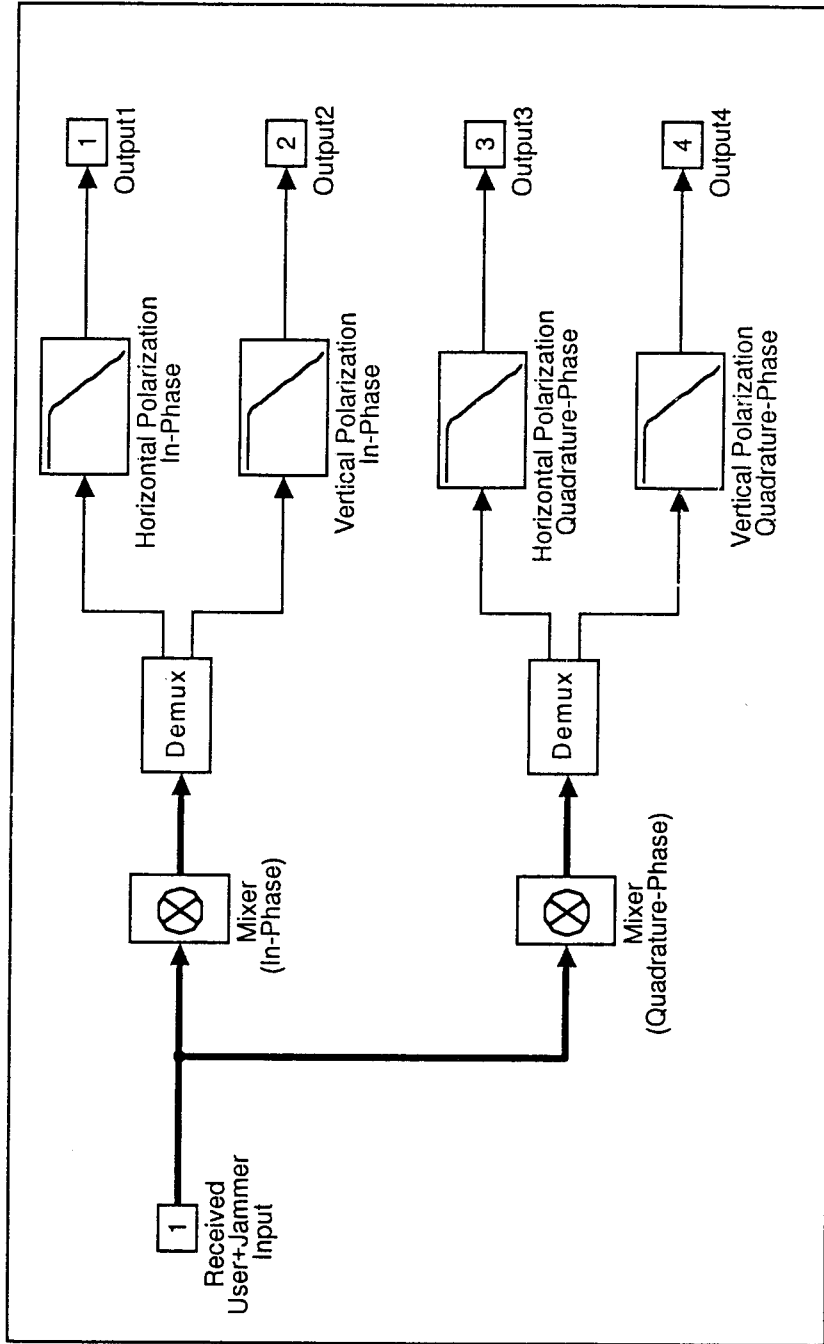 1
Received
User+Jammer
Input
Mixer
(In-Phase)
Demux
Horizontal Polarization
In-Phase
1
Output1
Vertical Polarization
In-Phase
2
Output2
Mixer
(Quadrature-Phase)
Demux
Horizontal Polarization
Quadrature-Phase
3
Output3
Vertical Polarization
Quadrature-Phase
4
Output4